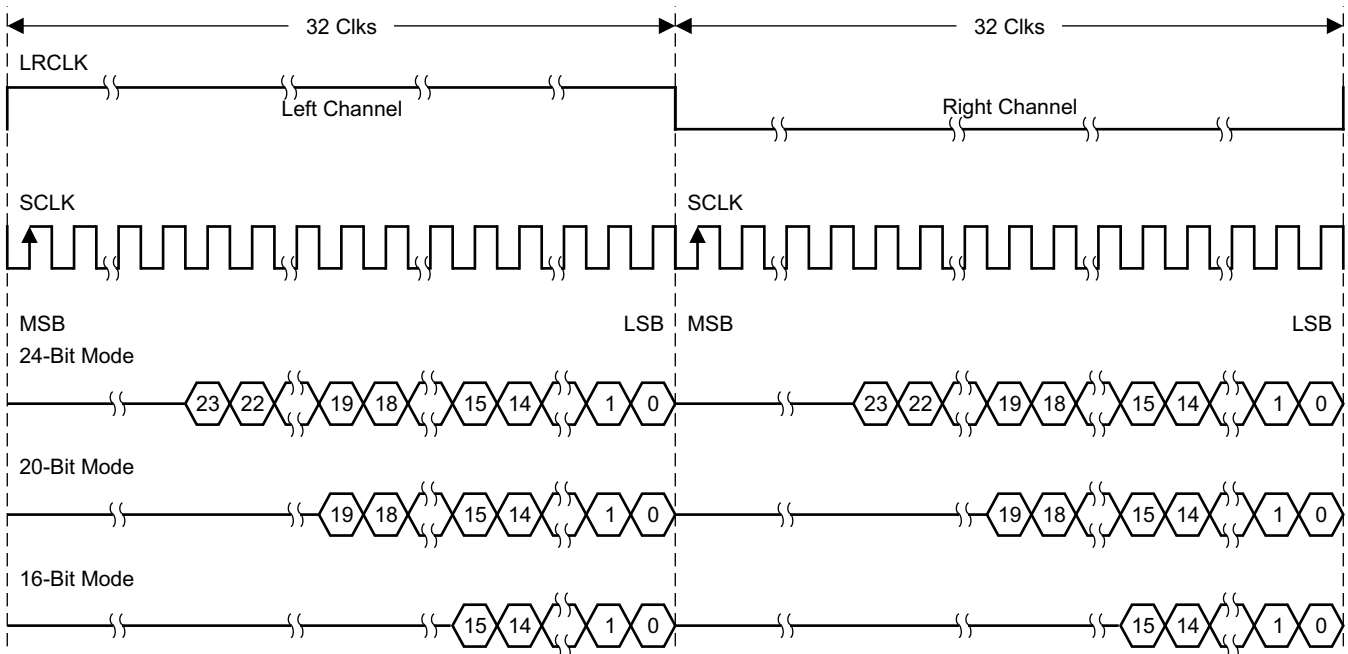 32 Clks 32 Clks
LRCLK
Left Channel Right Channel
SCLK SCLK
MSB LSB MSB LSB
24-Bit Mode
23 22 19 18 15 14 1 0 23 22 19 18 15 14 1 0
20-Bit Mode
19 18 15 14 1 0 19 18 15 14 1 0
16-Bit Mode
15 14 1 0 15 14 1 0